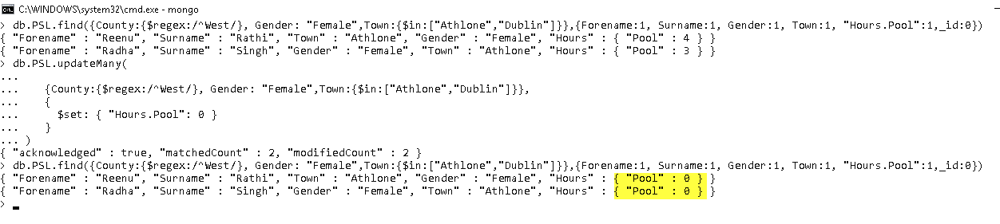 C:\WINDOWS\system32\cmd.exe - mongo
> db.PSL.find({County:{$regex:/^West/}, Gender: "Female",Town:{$in:["Athlone","Dublin"]}},{Forename:1, Surname:1, Gender:1, Town:1, "Hours.Pool":1,_id:0})
{ "Forename" : "Reenu", "Surname" : "Rathi", "Town" : "Athlone", "Gender" : "Female", "Hours" : { "Pool" : 4 } }
{ "Forename" : "Radha", "Surname" : "Singh", "Gender" : "Female", "Town" : "Athlone", "Hours" : { "Pool" : 3 } }
> db.PSL.updateMany(
...
...    {County:{$regex:/^West/}, Gender: "Female",Town:{$in:["Athlone","Dublin"]}},
...    {
...      $set: { "Hours.Pool": 0 }
...    }
... )
{ "acknowledged" : true, "matchedCount" : 2, "modifiedCount" : 2 }
> db.PSL.find({County:{$regex:/^West/}, Gender: "Female",Town:{$in:["Athlone","Dublin"]}},{Forename:1, Surname:1, Gender:1, Town:1, "Hours.Pool":1,_id:0})
{ "Forename" : "Reenu", "Surname" : "Rathi", "Town" : "Athlone", "Gender" : "Female", "Hours" : { "Pool" : 0 } }
{ "Forename" : "Radha", "Surname" : "Singh", "Gender" : "Female", "Town" : "Athlone", "Hours" : { "Pool" : 0 } }
>